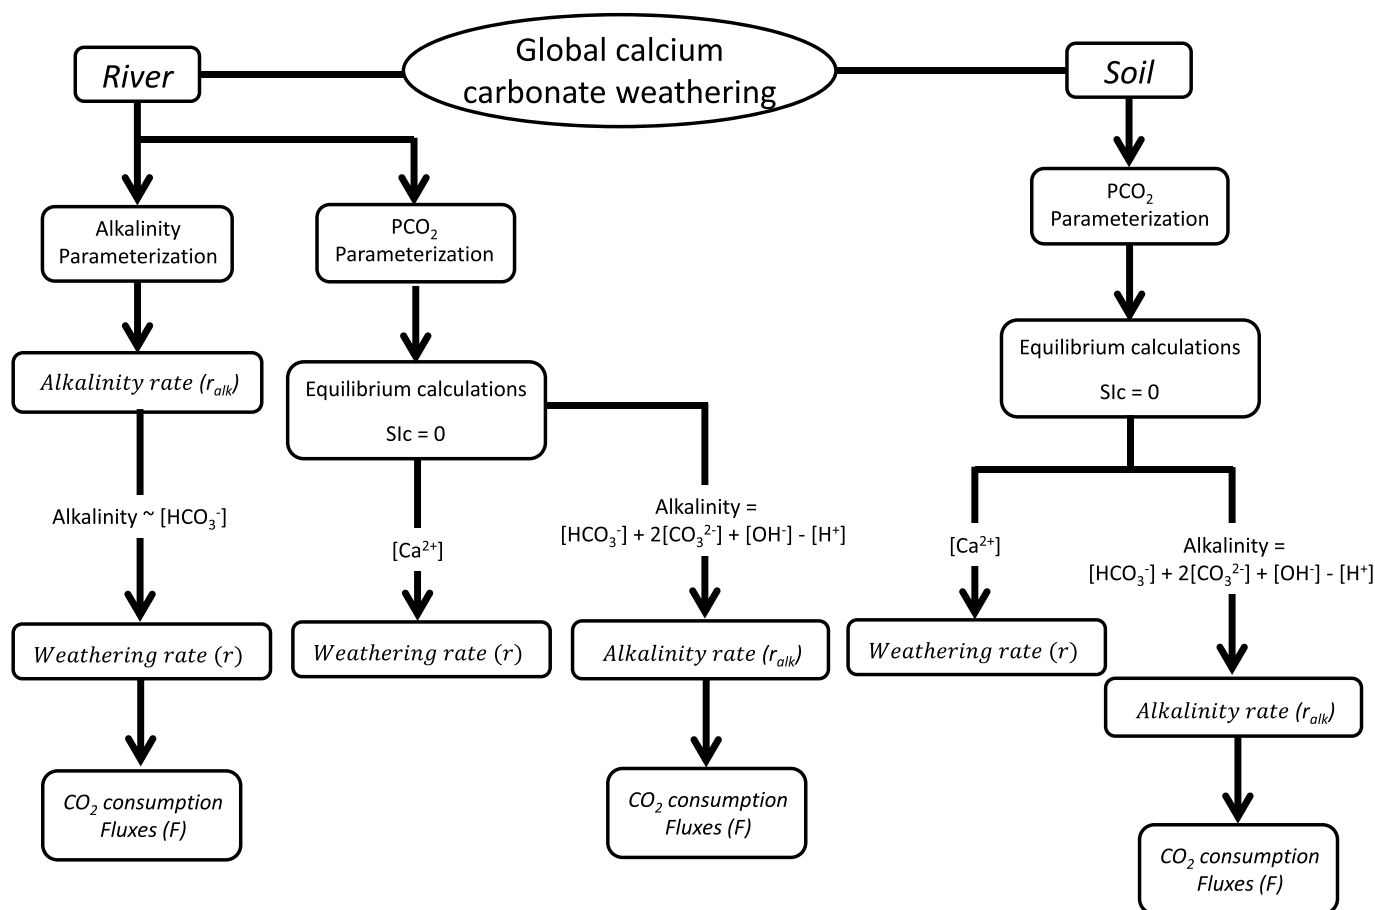 Global calcium
carbonate weathering
River
Soil
Alkalinity
Parameterization
PCO₂
Parameterization
PCO₂
Parameterization
Alkalinity rate (rₐₗₖ)
Equilibrium calculations
SIc = 0
Equilibrium calculations
SIc = 0
Alkalinity ~ [HCO₃⁻]
[Ca²⁺]
Alkalinity =
[HCO₃⁻] + 2[CO₃²⁻] + [OH⁻] - [H⁺]
[Ca²⁺]
Alkalinity =
[HCO₃⁻] + 2[CO₃²⁻] + [OH⁻] - [H⁺]
Weathering rate (r)
Weathering rate (r)
Alkalinity rate (rₐₗₖ)
Weathering rate (r)
Alkalinity rate (rₐₗₖ)
CO₂ consumption
Fluxes (F)
CO₂ consumption
Fluxes (F)
CO₂ consumption
Fluxes (F)